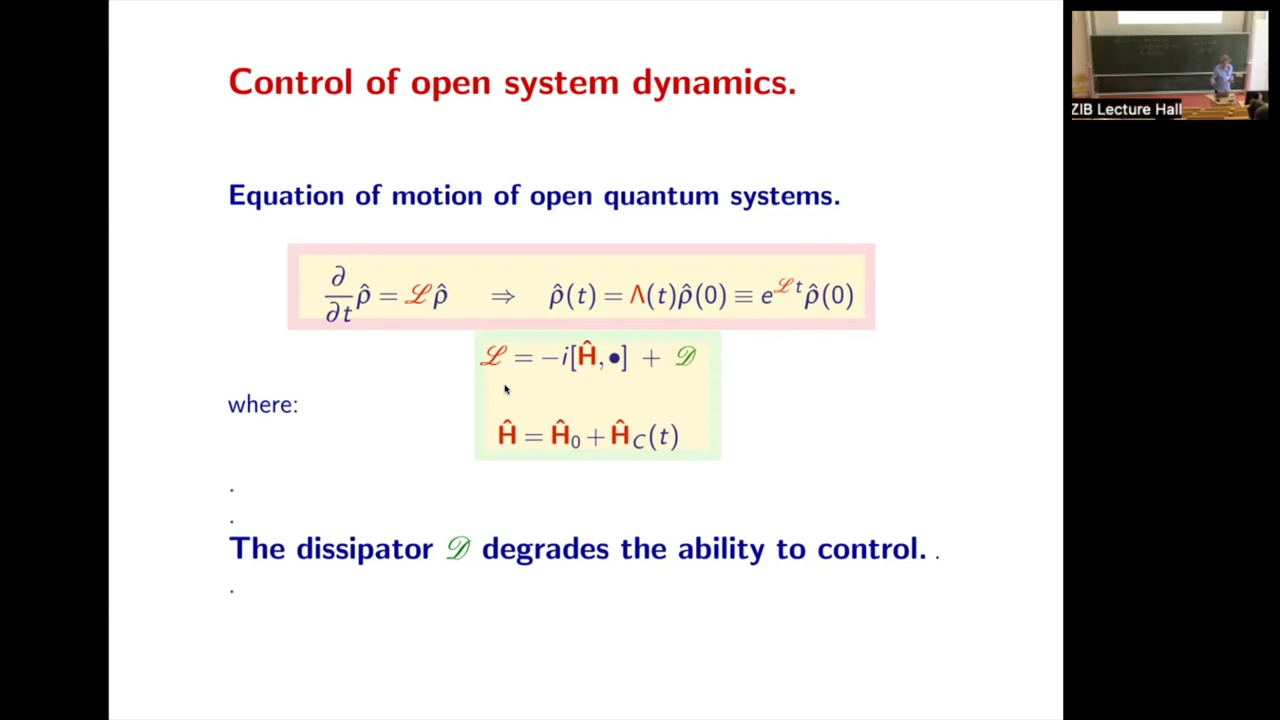 Control of open system dynamics.
ZIB Lecture Hall
Equation of motion of open quantum systems.
∂/∂t ρ̂ = ℒρ̂ ⇒ ρ̂(t) = Λ(t)ρ̂(0) ≡ e^{ℒt}ρ̂(0)
ℒ = −i[Ĥ, •] + 𝒟
where:
Ĥ = Ĥ₀ + Ĥ_C(t)
.
.
The dissipator 𝒟 degrades the ability to control. .
.